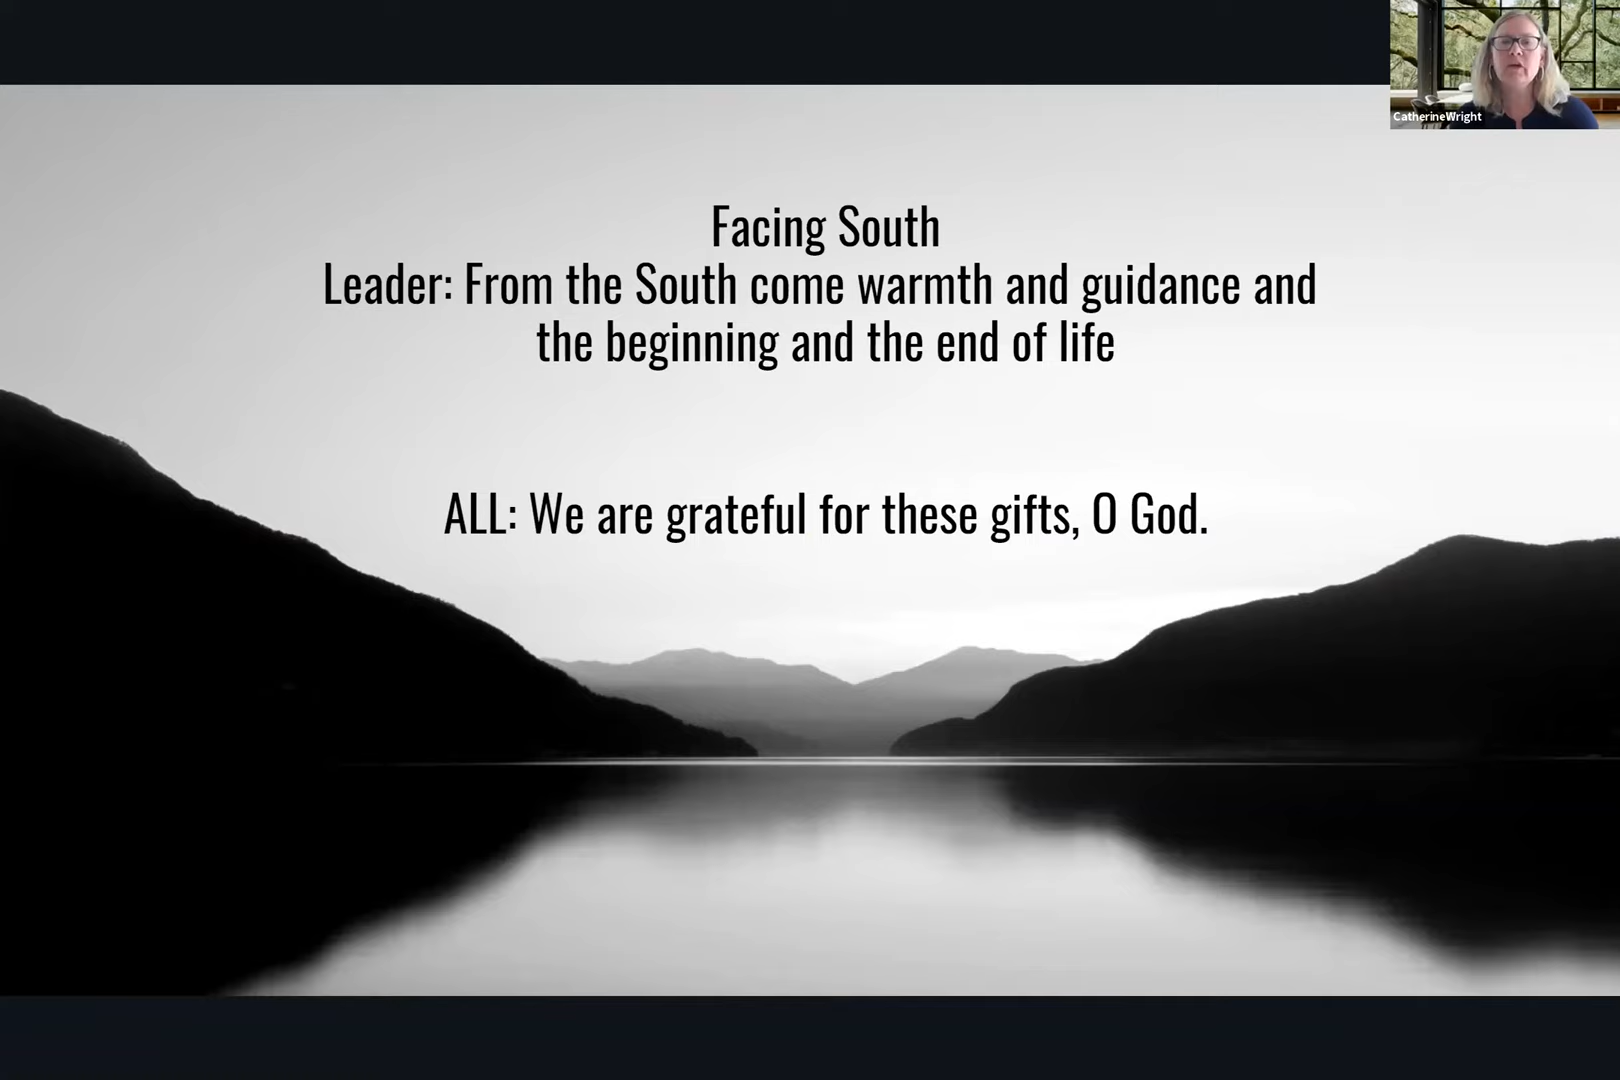 CatherineWright
Facing South
Leader: From the South come warmth and guidance and
the beginning and the end of life
ALL: We are grateful for these gifts, O God.